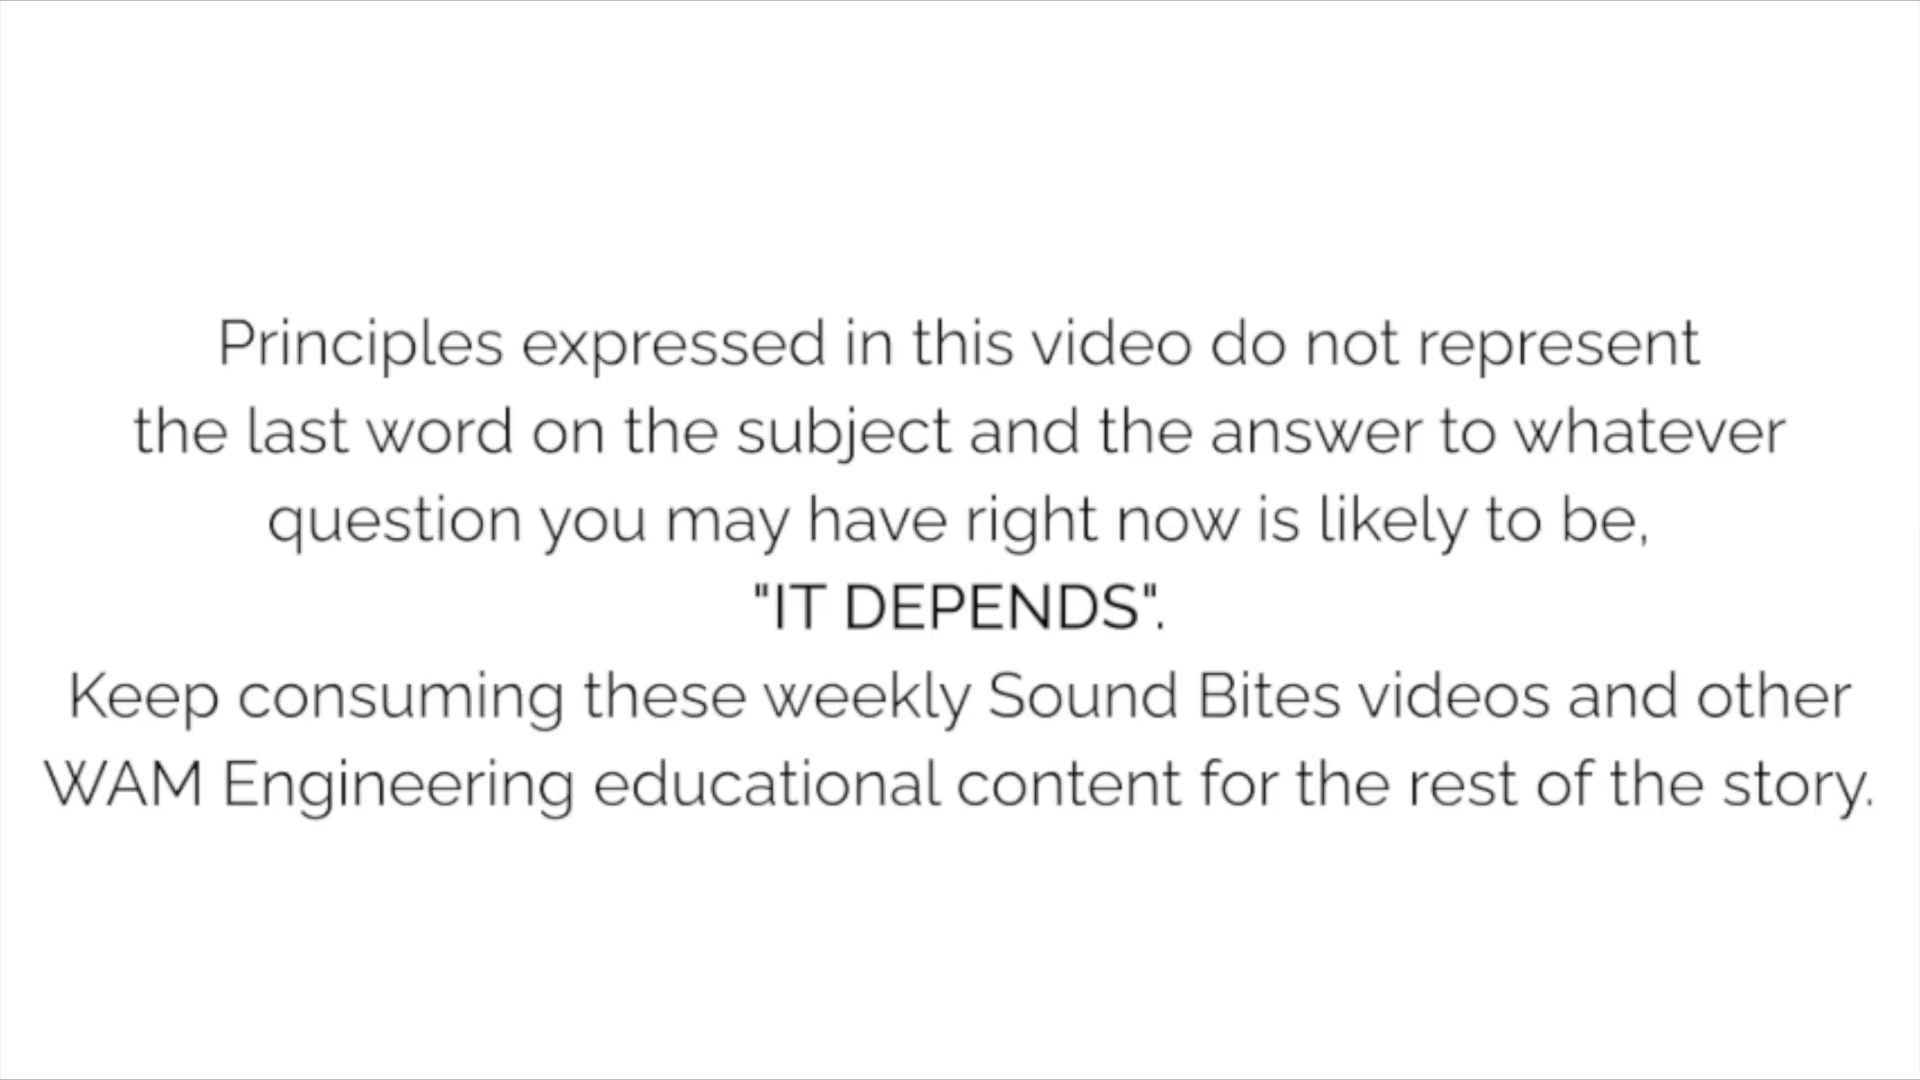 Principles expressed in this video do not represent
the last word on the subject and the answer to whatever
question you may have right now is likely to be,
"IT DEPENDS".
Keep consuming these weekly Sound Bites videos and other
WAM Engineering educational content for the rest of the story.